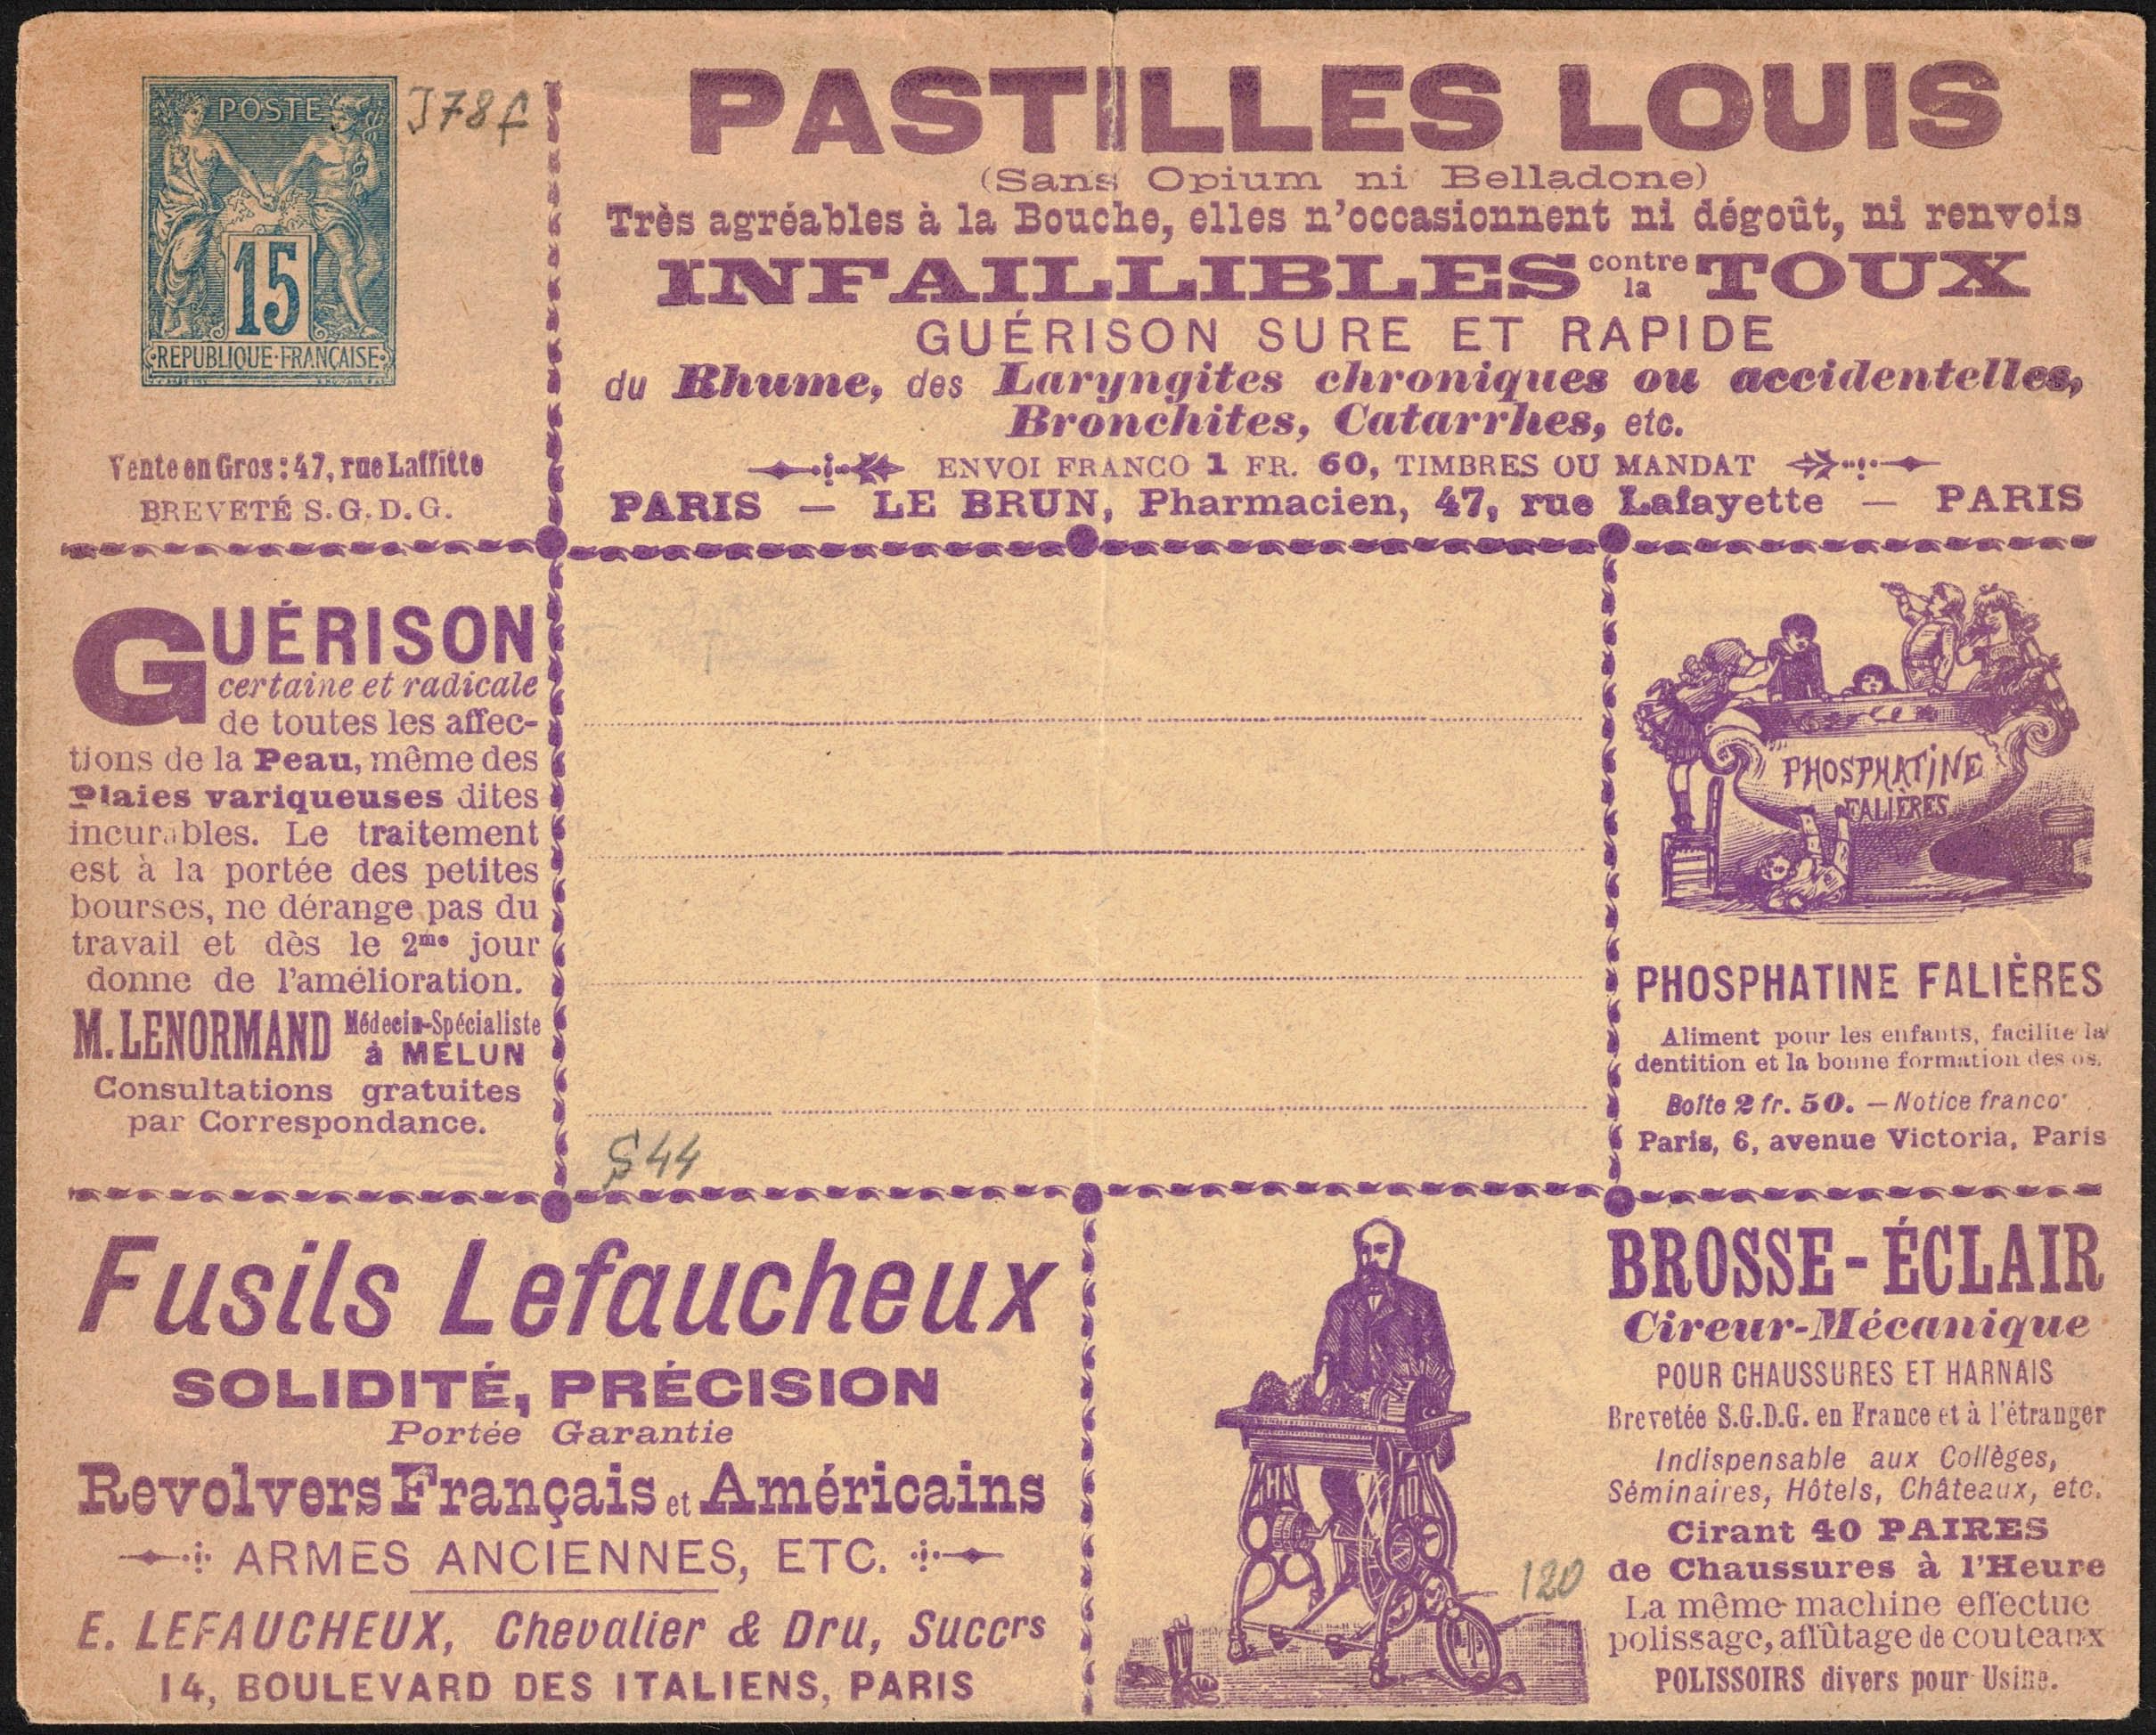 POSTE
15
REPUBLIQUE·FRANÇAISE
J78f
Vente en Gros : 47, rue Laffitte
BREVETÉ S.G.D.G.
PASTILLES LOUIS
(Sans Opium ni Belladone)
Très agréables à la Bouche, elles n'occasionnent ni dégoût, ni renvois
INFAILLIBLES contre la TOUX
GUÉRISON SURE ET RAPIDE
du Rhume, des Laryngites chroniques ou accidentelles,
Bronchites, Catarrhes, etc.
ENVOI FRANCO 1 FR. 60, TIMBRES OU MANDAT
PARIS — LE BRUN, Pharmacien, 47, rue Lafayette — PARIS
GUÉRISON
certaine et radicale
de toutes les affec-
tions de la Peau, même des
Plaies variqueuses dites
incurables. Le traitement
est à la portée des petites
bourses, ne dérange pas du
travail et dès le 2me jour
donne de l'amélioration.
M. LENORMAND Médecin-Spécialiste
à MELUN
Consultations gratuites
par Correspondance.
S44
PHOSPHATINE
FALIÈRES
PHOSPHATINE FALIÈRES
Aliment pour les enfants, facilite la
dentition et la bonne formation des os.
Boîte 2 fr. 50. — Notice franco
Paris, 6, avenue Victoria, Paris
Fusils Lefaucheux
SOLIDITÉ, PRÉCISION
Portée Garantie
Revolvers Français et Américains
ARMES ANCIENNES, ETC.
E. LEFAUCHEUX, Chevalier & Dru, Succrs
14, BOULEVARD DES ITALIENS, PARIS
120
BROSSE-ÉCLAIR
Cireur-Mécanique
POUR CHAUSSURES ET HARNAIS
Brevetée S.G.D.G. en France et à l'étranger
Indispensable aux Collèges,
Séminaires, Hôtels, Châteaux, etc.
Cirant 40 PAIRES
de Chaussures à l'Heure
La même machine effectue
polissage, affûtage de couteaux
POLISSOIRS divers pour Usine.